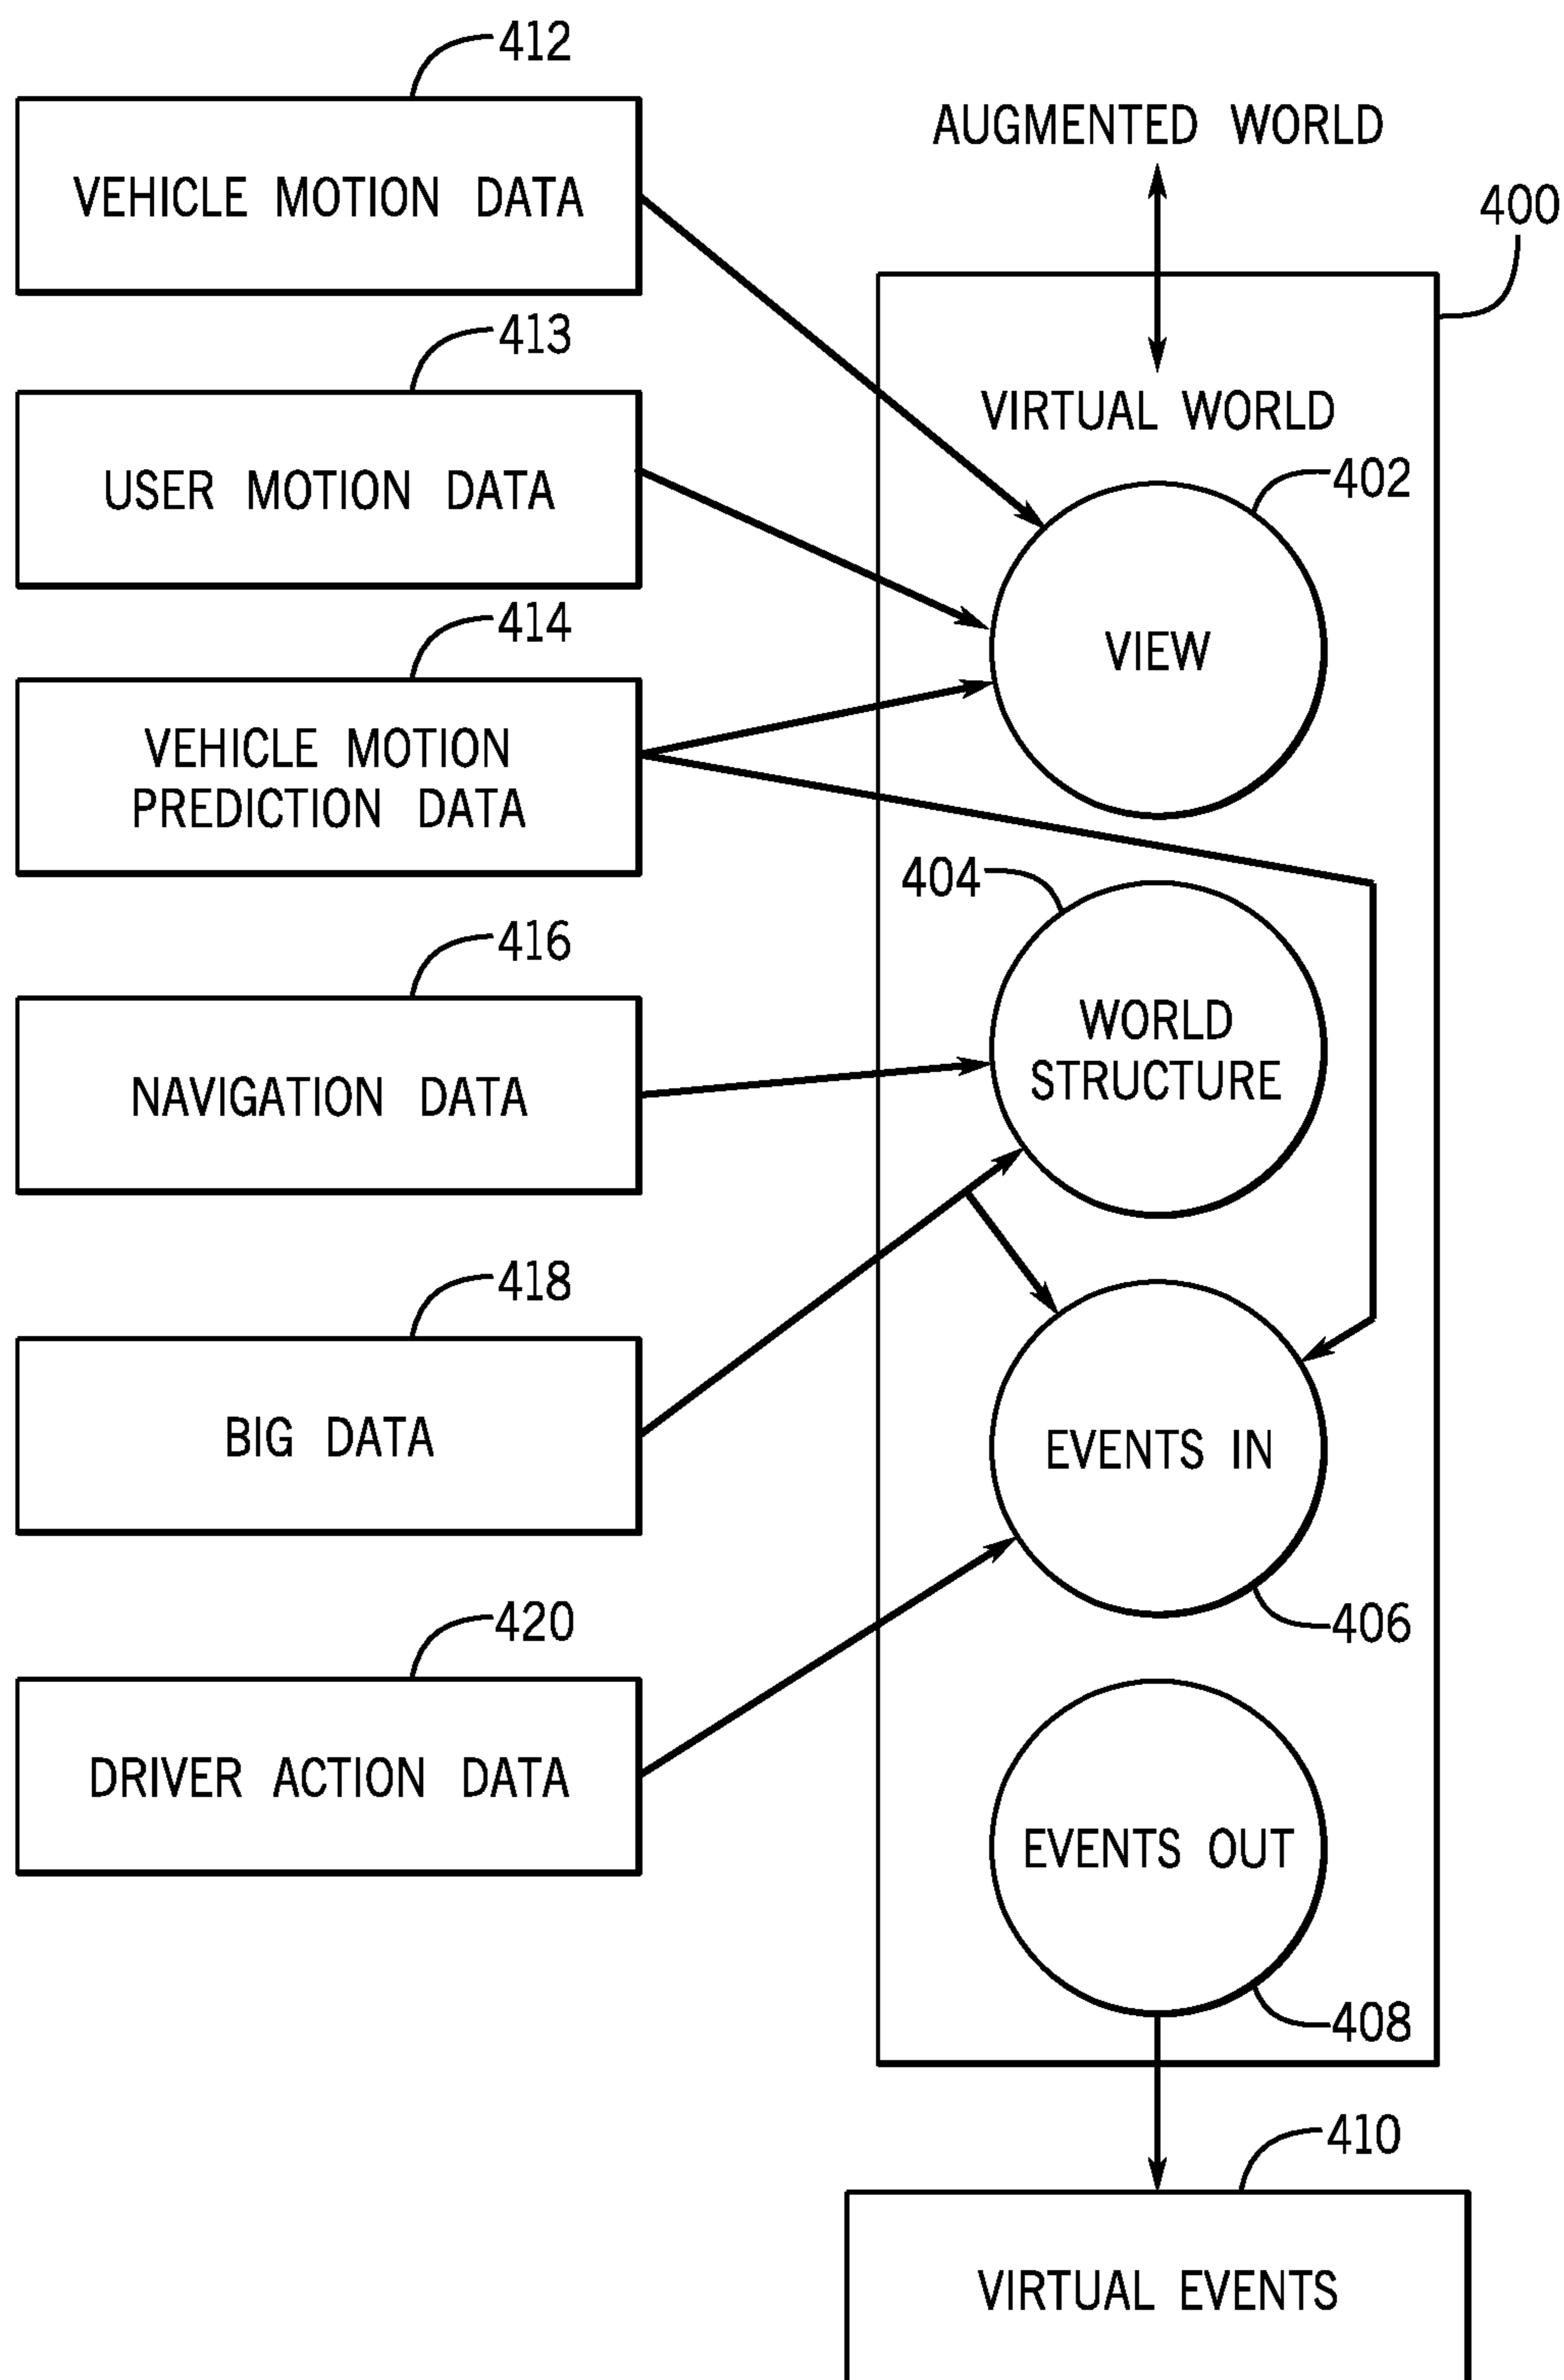 412
VEHICLE MOTION DATA
413
USER MOTION DATA
414
VEHICLE MOTION
PREDICTION DATA
416
NAVIGATION DATA
418
BIG DATA
420
DRIVER ACTION DATA
AUGMENTED WORLD
400
VIRTUAL WORLD
402
VIEW
404
WORLD
STRUCTURE
EVENTS IN
406
EVENTS OUT
408
410
VIRTUAL EVENTS